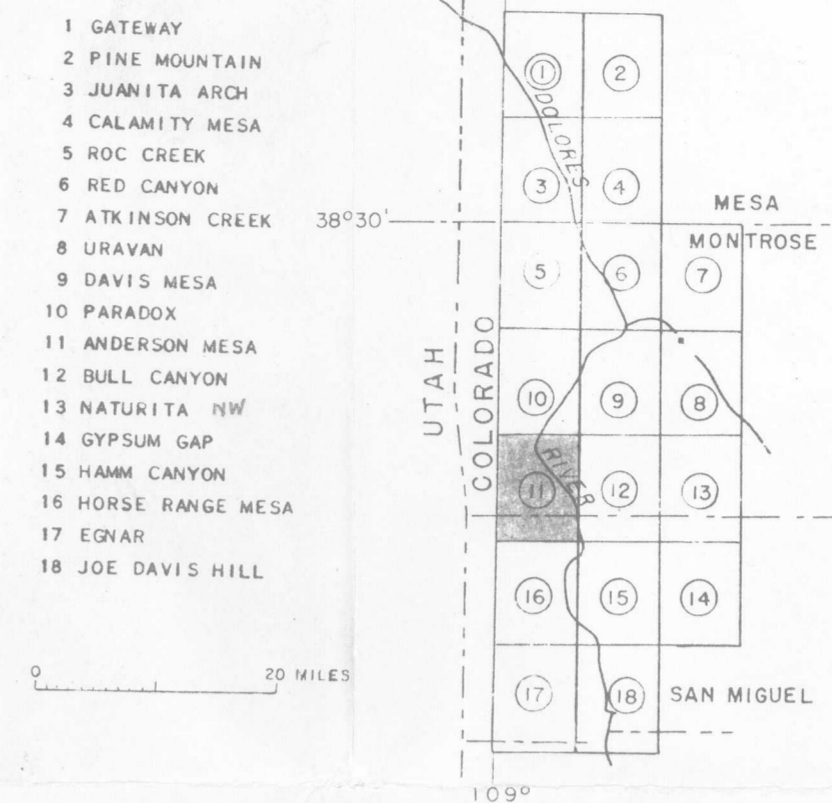 1 GATEWAY
2 PINE MOUNTAIN
3 JUANITA ARCH
4 CALAMITY MESA
5 ROC CREEK
6 RED CANYON
7 ATKINSON CREEK
8 URAVAN
9 DAVIS MESA
10 PARADOX
11 ANDERSON MESA
12 BULL CANYON
13 NATURITA NW
14 GYPSUM GAP
15 HAMM CANYON
16 HORSE RANGE MESA
17 EGNAR
18 JOE DAVIS HILL
0 20 MILES
1 2
DOLORES
3 4
MESA
38°30'
MONTROSE
5 6 7
UTAH
COLORADO
10 9 8
RIVER
11 12 13
16 15 14
17 18 SAN MIGUEL
109°